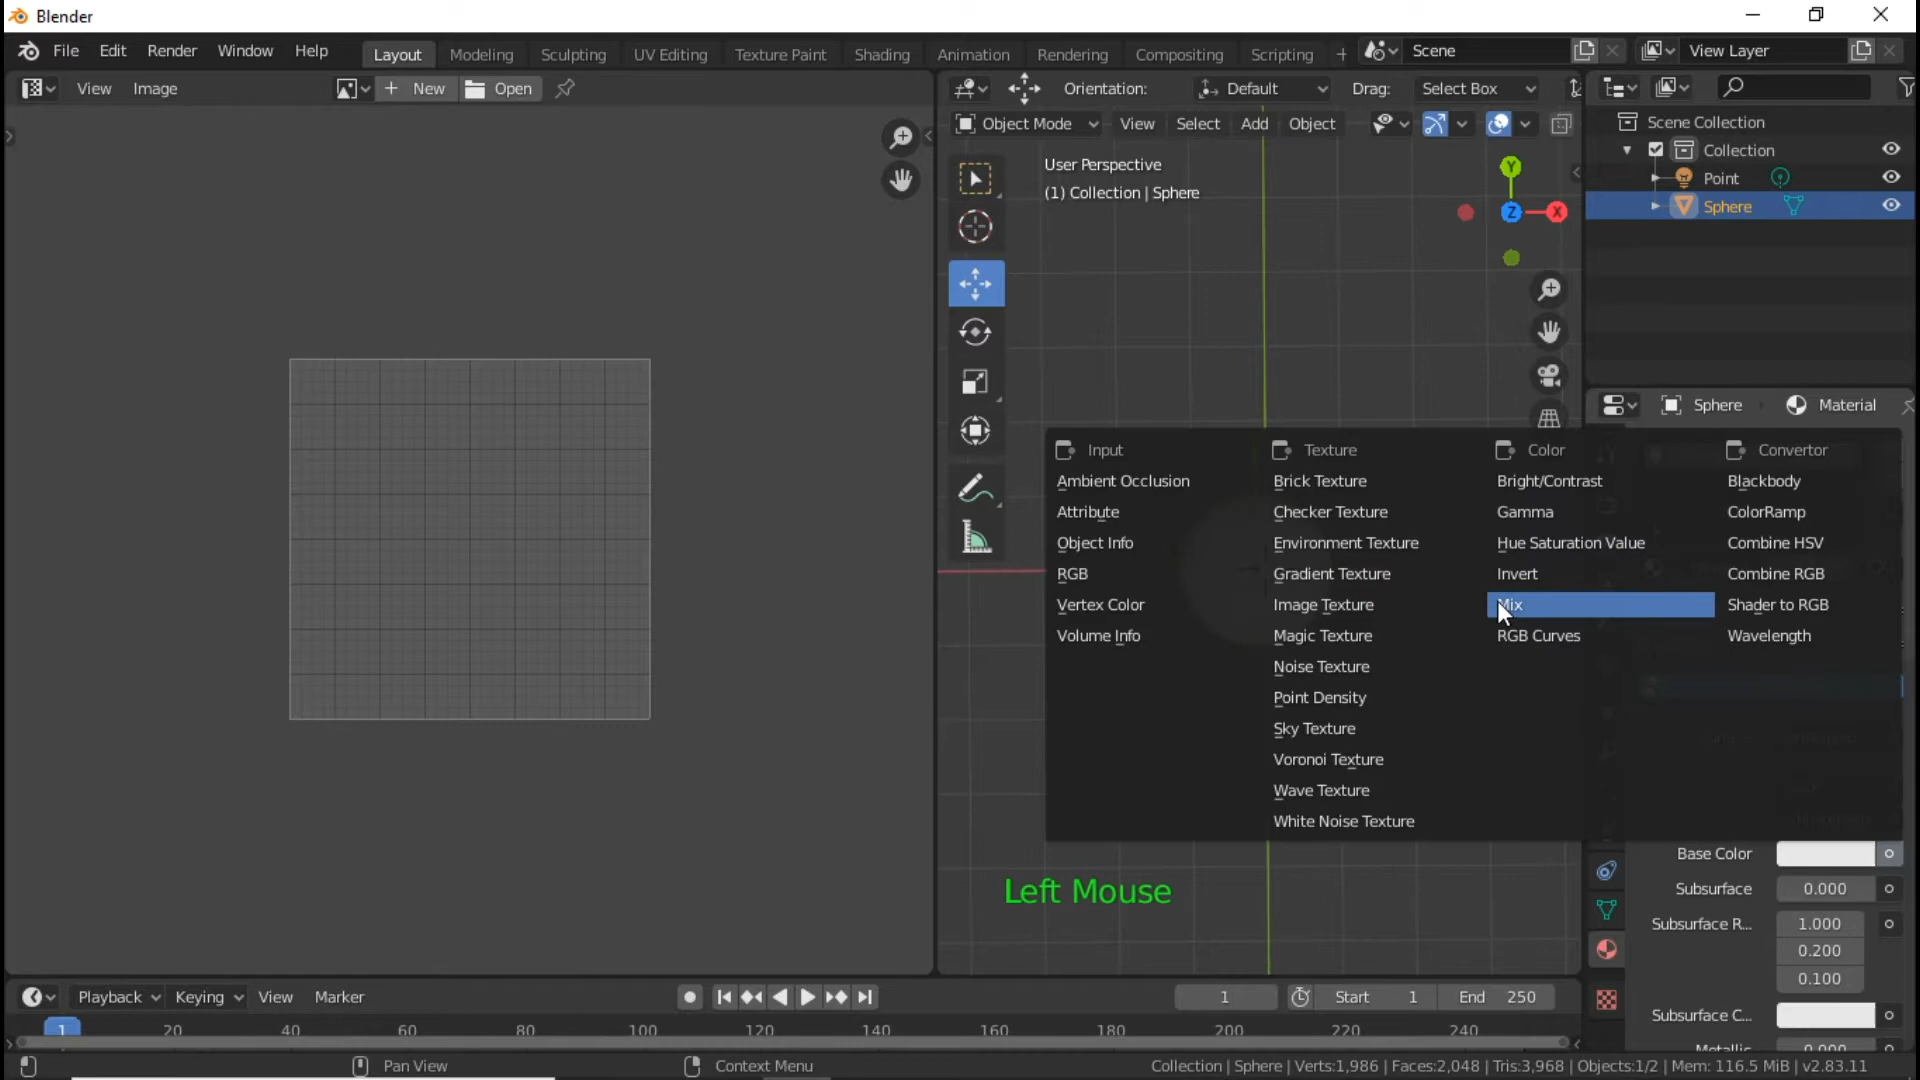 Blender
File Edit Render Window Help Layout Modeling Sculpting UV Editing Texture Paint Shading Animation Rendering Compositing Scripting + Scene View Layer
View Image + New Open Orientation: Default Drag: Select Box
Object Mode View Select Add Object
User Perspective
(1) Collection | Sphere
Y
Z X
Scene Collection
Collection
Point
Sphere
Sphere Material
Input
Ambient Occlusion
Attribute
Object Info
RGB
Vertex Color
Volume Info
Texture
Brick Texture
Checker Texture
Environment Texture
Gradient Texture
Image Texture
Magic Texture
Noise Texture
Point Density
Sky Texture
Voronoi Texture
Wave Texture
White Noise Texture
Color
Bright/Contrast
Gamma
Hue Saturation Value
Invert
Mix
RGB Curves
Convertor
Blackbody
ColorRamp
Combine HSV
Combine RGB
Shader to RGB
Wavelength
Base Color
Subsurface 0.000
Subsurface R... 1.000
0.200
0.100
Subsurface C...
Metallic 0.000
Left Mouse
Playback Keying View Marker 1 Start 1 End 250
1 20 40 60 80 100 120 140 160 180 200 220 240
Pan View Context Menu Collection | Sphere | Verts:1,986 | Faces:2,048 | Tris:3,968 | Objects:1/2 | Mem: 116.5 MiB | v2.83.11